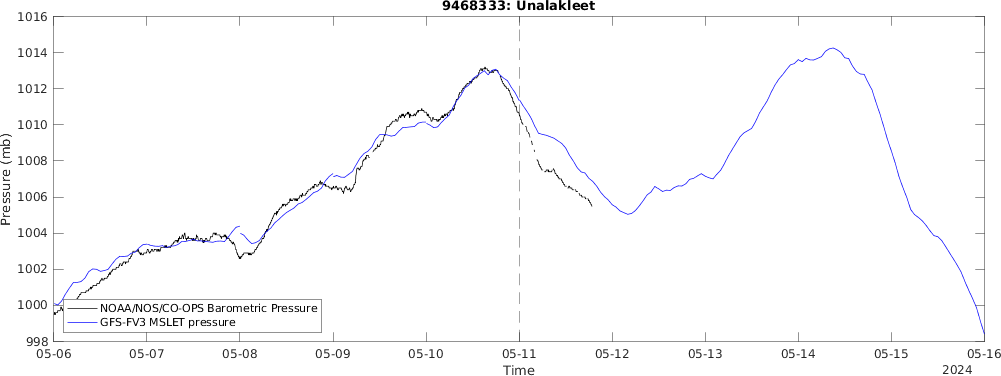 9468333: Unalakleet
Pressure (mb)
1016
1014
1012
1010
1008
1006
1004
1002
1000
998
NOAA/NOS/CO-OPS Barometric Pressure
GFS-FV3 MSLET pressure
05-06 05-07 05-08 05-09 05-10 05-11 05-12 05-13 05-14 05-15 05-16
Time
2024